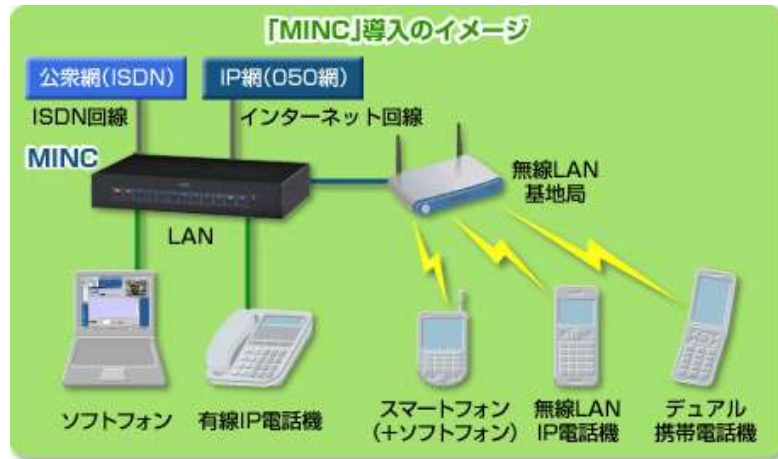 「MINC」導入のイメージ
公衆網(ISDN)
IP網(050網)
ISDN回線
インターネット回線
MINC
無線LAN
基地局
LAN
ソフトフォン
有線IP電話機
スマートフォン
(+ソフトフォン)
無線LAN
IP電話機
デュアル
携帯電話機